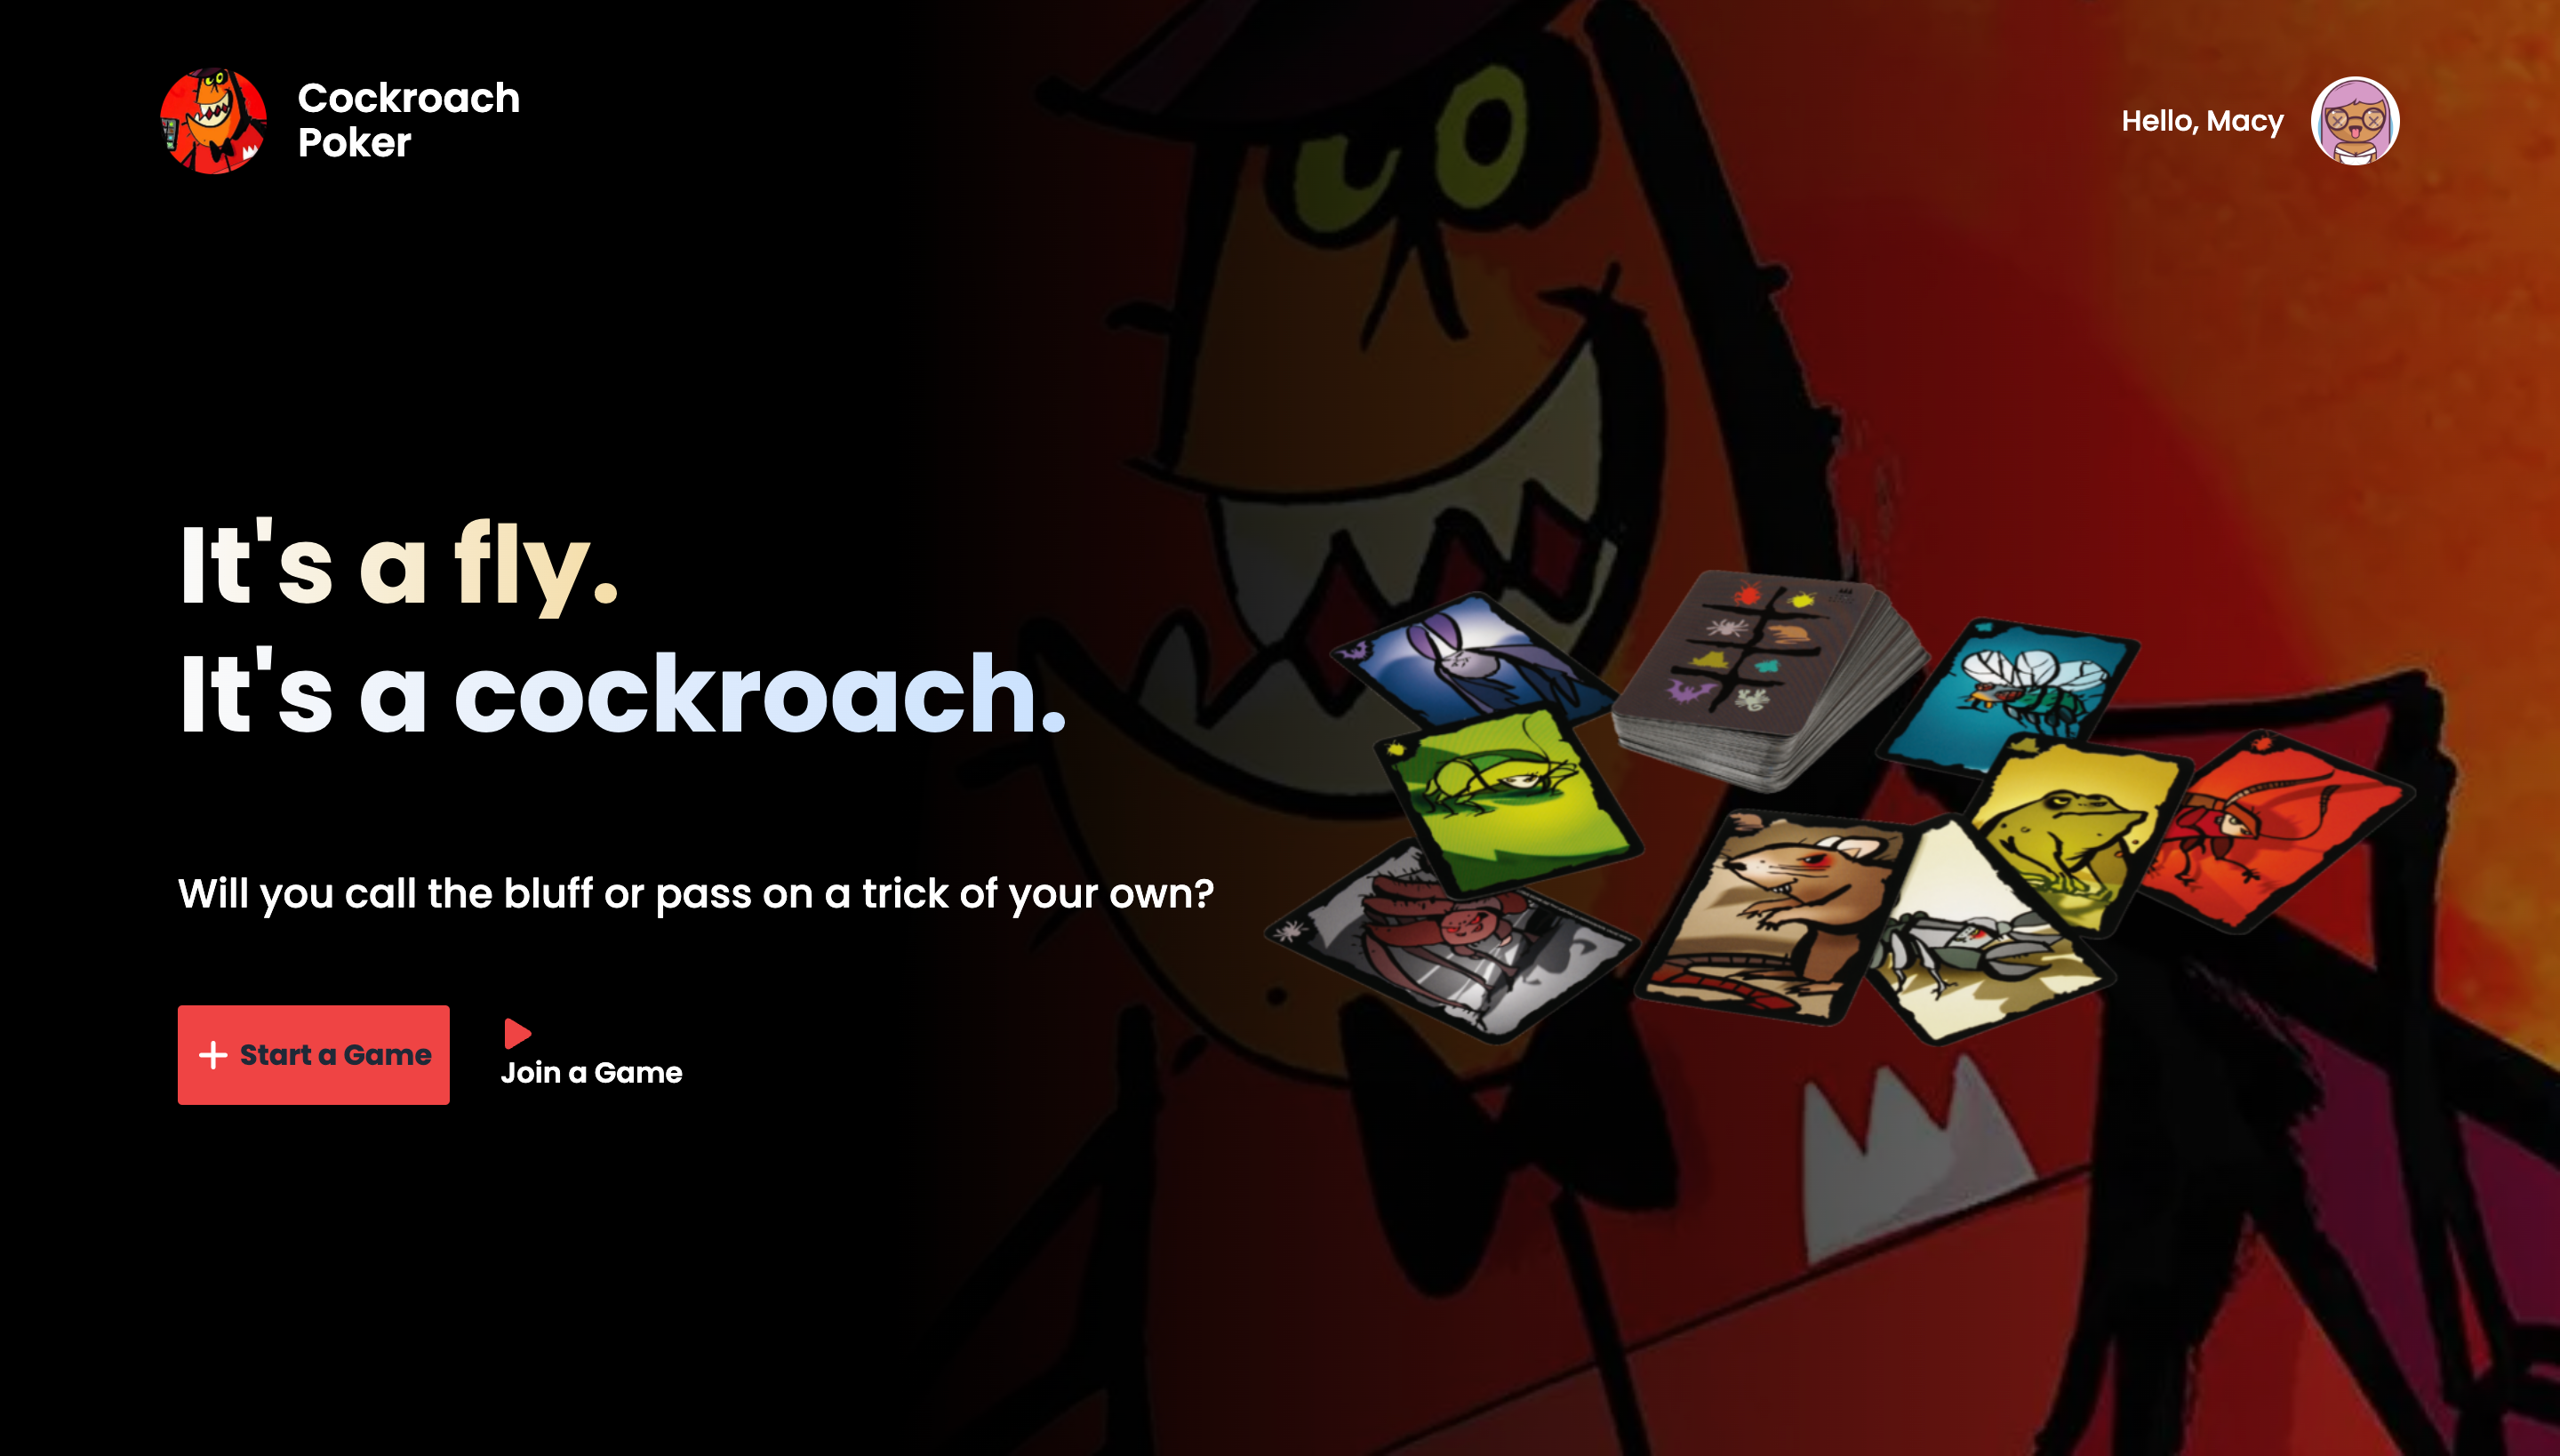 Cockroach
Poker
Hello, Macy
It's a fly.
It's a cockroach.
Will you call the bluff or pass on a trick of your own?
Start a Game
Join a Game